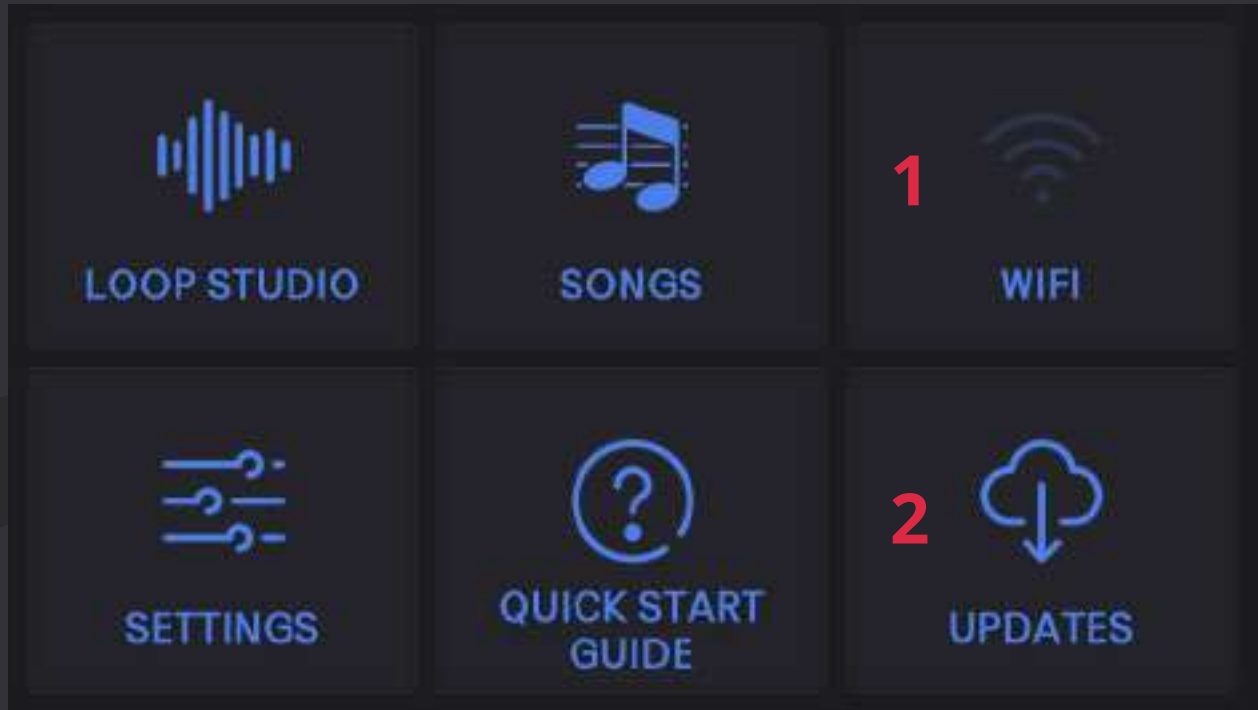 LOOP STUDIO
SONGS
1
WIFI
SETTINGS
QUICK START
GUIDE
2
UPDATES